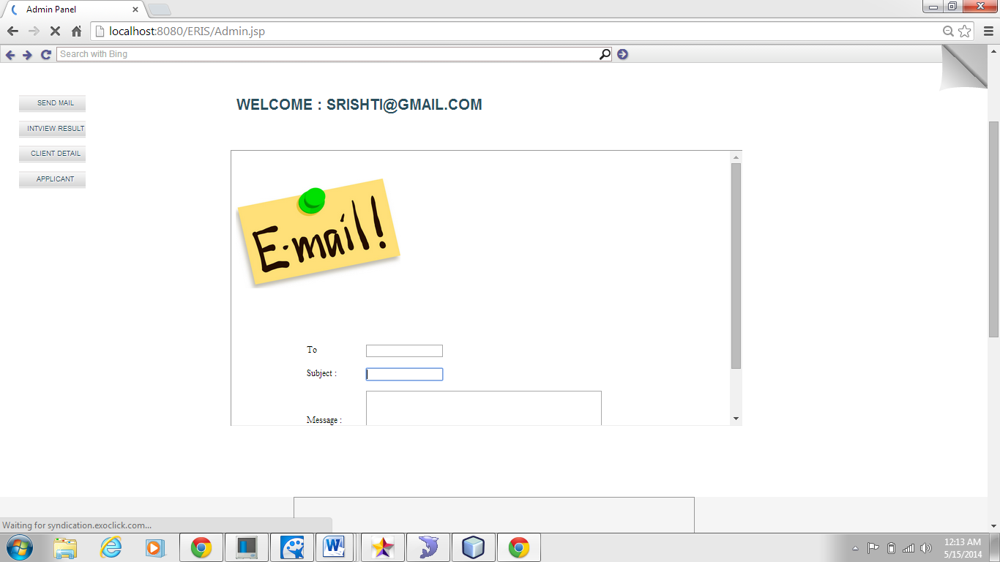 Admin Panel
localhost:8080/ERIS/Admin.jsp
Search with Bing
SEND MAIL
INTVIEW RESULT
CLIENT DETAIL
APPLICANT
WELCOME : SRISHTI@GMAIL.COM
E-mail!
To
Subject :
Message :
Waiting for syndication.exoclick.com...
12:13 AM
5/15/2014